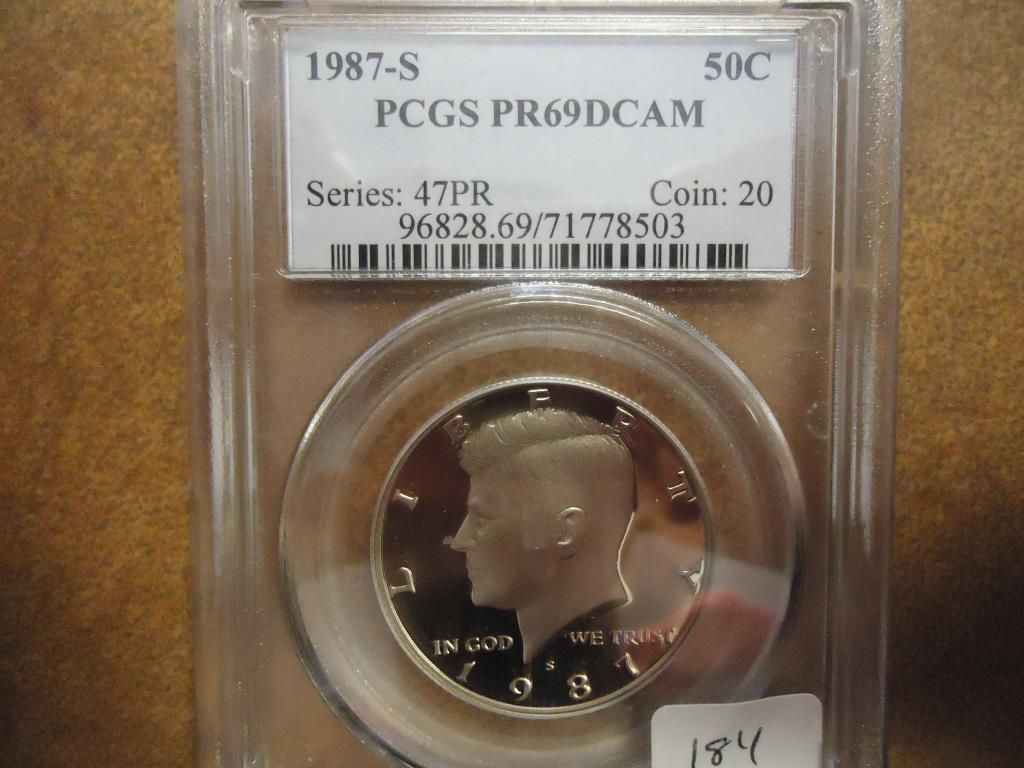 1987-S 50C
PCGS PR69DCAM
Series: 47PR Coin: 20
96828.69/71778503
LIBERTY
IN GOD WE TRUST
S
1987
184